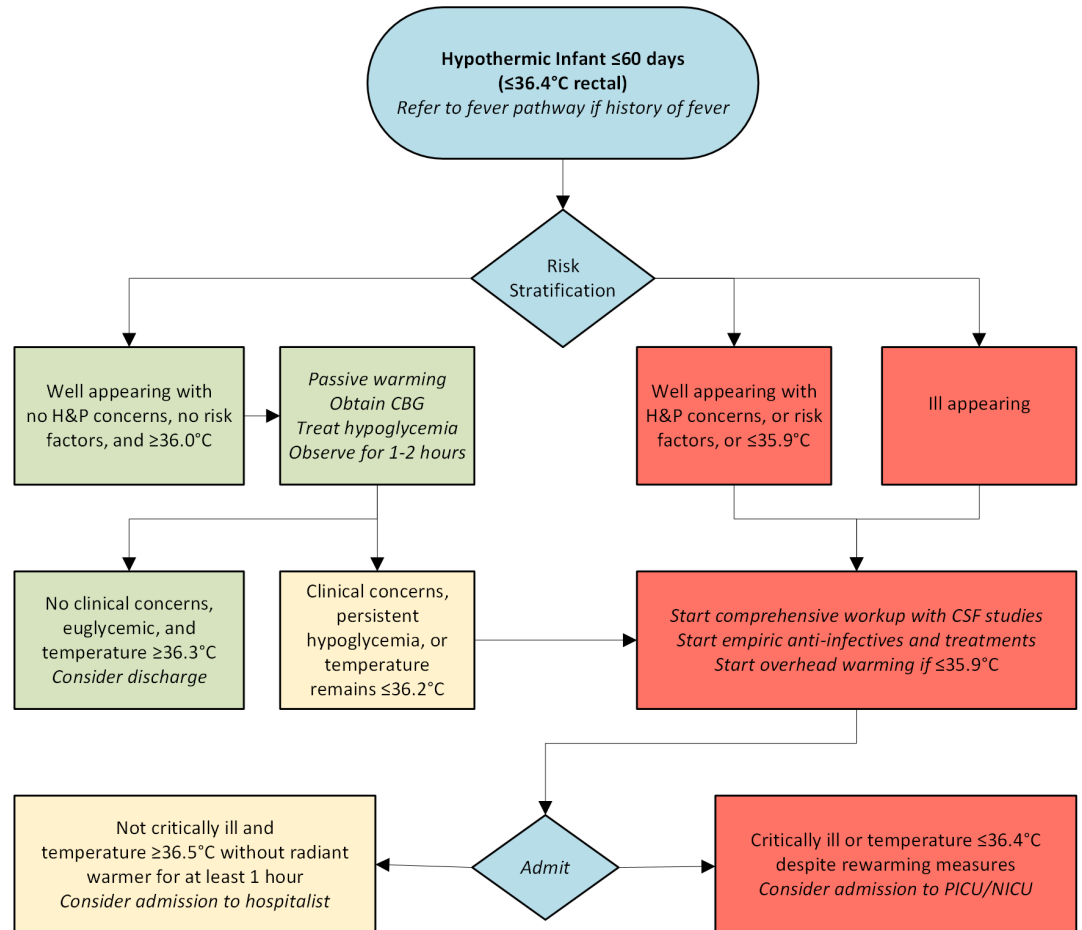 Hypothermic Infant ≤60 days
(≤36.4°C rectal)
Refer to fever pathway if history of fever
Risk
Stratification
Well appearing with
no H&P concerns, no risk
factors, and ≥36.0°C
Passive warming
Obtain CBG
Treat hypoglycemia
Observe for 1-2 hours
Well appearing with
H&P concerns, or risk
factors, or ≤35.9°C
Ill appearing
No clinical concerns,
euglycemic, and
temperature ≥36.3°C
Consider discharge
Clinical concerns,
persistent
hypoglycemia, or
temperature
remains ≤36.2°C
Start comprehensive workup with CSF studies
Start empiric anti-infectives and treatments
Start overhead warming if ≤35.9°C
Not critically ill and
temperature ≥36.5°C without radiant
warmer for at least 1 hour
Consider admission to hospitalist
Admit
Critically ill or temperature ≤36.4°C
despite rewarming measures
Consider admission to PICU/NICU